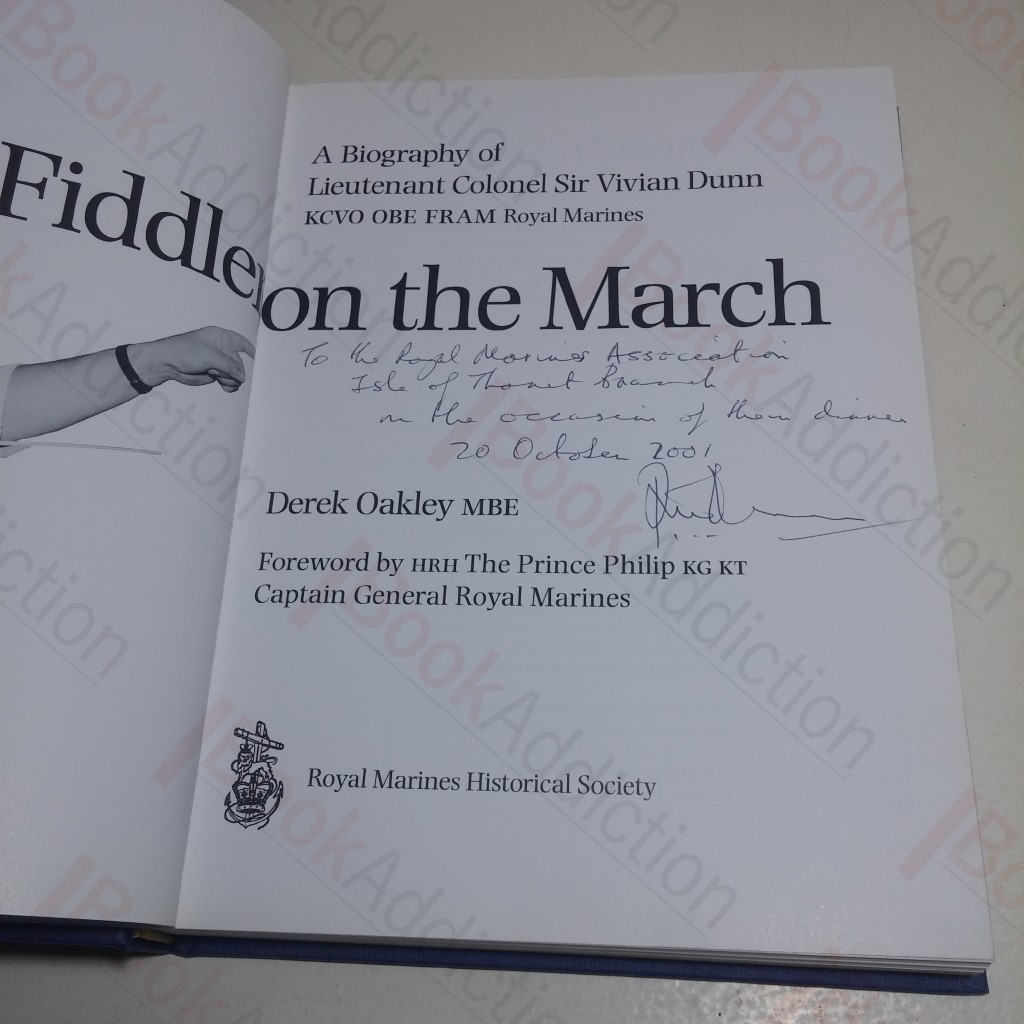 A Biography of
Lieutenant Colonel Sir Vivian Dunn
KCVO OBE FRAM Royal Marines
Fiddler on the March
To the Royal Marines Association
Isle of Thanet Branch
on the occasion of their dinner
20 October 2001
Derek Oakley MBE
Foreword by HRH The Prince Philip KG KT
Captain General Royal Marines
Royal Marines Historical Society
BookAddiction